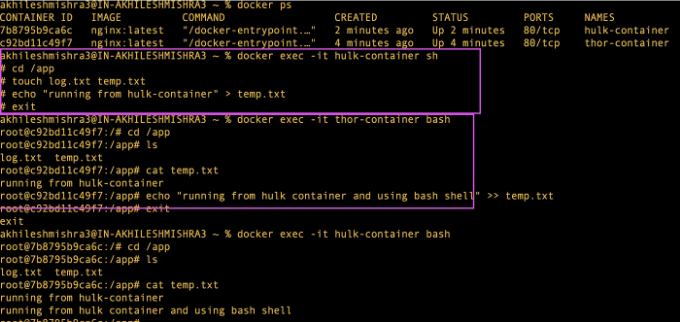 akhileshmishra3@IN-AKHILESHMISHRA3 ~ % docker ps
CONTAINER ID   IMAGE          COMMAND                  CREATED         STATUS         PORTS     NAMES
7b8795b9ca6c   nginx:latest   "/docker-entrypoint.…"   2 minutes ago   Up 2 minutes   80/tcp    hulk-container
c92bd11c49f7   nginx:latest   "/docker-entrypoint.…"   4 minutes ago   Up 4 minutes   80/tcp    thor-container
akhileshmishra3@IN-AKHILESHMISHRA3 ~ % docker exec -it hulk-container sh
# cd /app
# touch log.txt temp.txt
# echo "running from hulk-container" > temp.txt
# exit
akhileshmishra3@IN-AKHILESHMISHRA3 ~ % docker exec -it thor-container bash
root@c92bd11c49f7:/# cd /app
root@c92bd11c49f7:/app# ls
log.txt  temp.txt
root@c92bd11c49f7:/app# cat temp.txt
running from hulk-container
root@c92bd11c49f7:/app# echo "running from hulk container and using bash shell" >> temp.txt
root@c92bd11c49f7:/app# exit
exit
akhileshmishra3@IN-AKHILESHMISHRA3 ~ % docker exec -it hulk-container bash
root@7b8795b9ca6c:/# cd /app
root@7b8795b9ca6c:/app# ls
log.txt  temp.txt
root@7b8795b9ca6c:/app# cat temp.txt
running from hulk-container
running from hulk container and using bash shell
root@7b8795b9ca6c:/app#